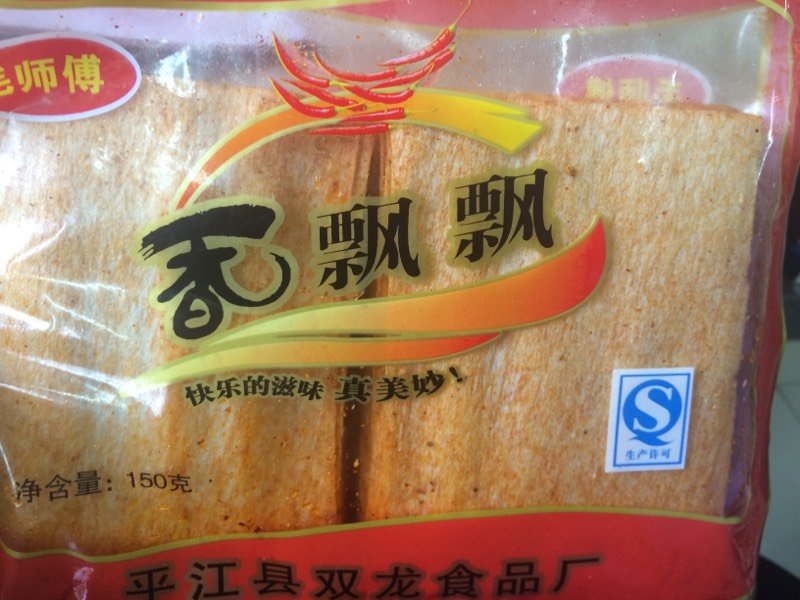 师傅
香飘飘
快乐的滋味 真美妙!
S
生产许可
净含量: 150克
平江县双龙食品厂